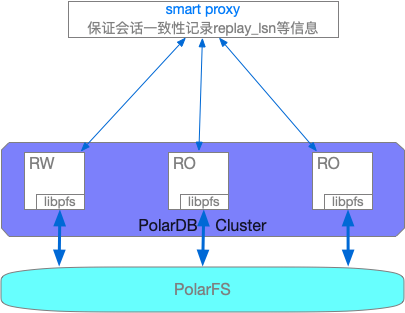 smart proxy
保证会话一致性记录replay_lsn等信息
RW
RO
RO
libpfs
libpfs
libpfs
PolarDB Cluster
PolarFS